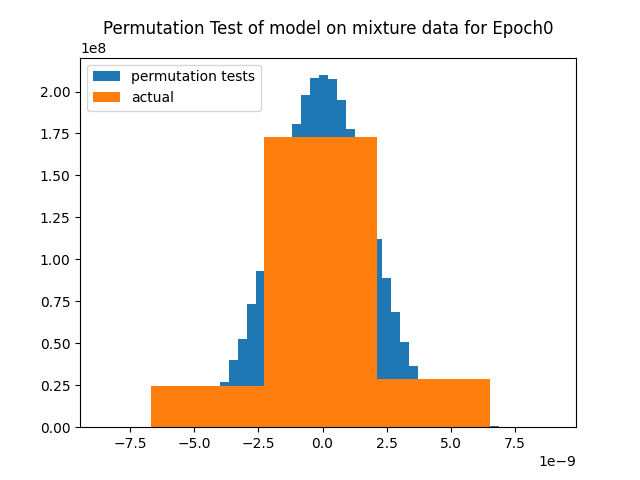 Permutation Test of model on mixture data for Epoch0
1e8
permutation tests
actual
2.00
1.75
1.50
1.25
1.00
0.75
0.50
0.25
0.00
−7.5 −5.0 −2.5 0.0 2.5 5.0 7.5
1e−9